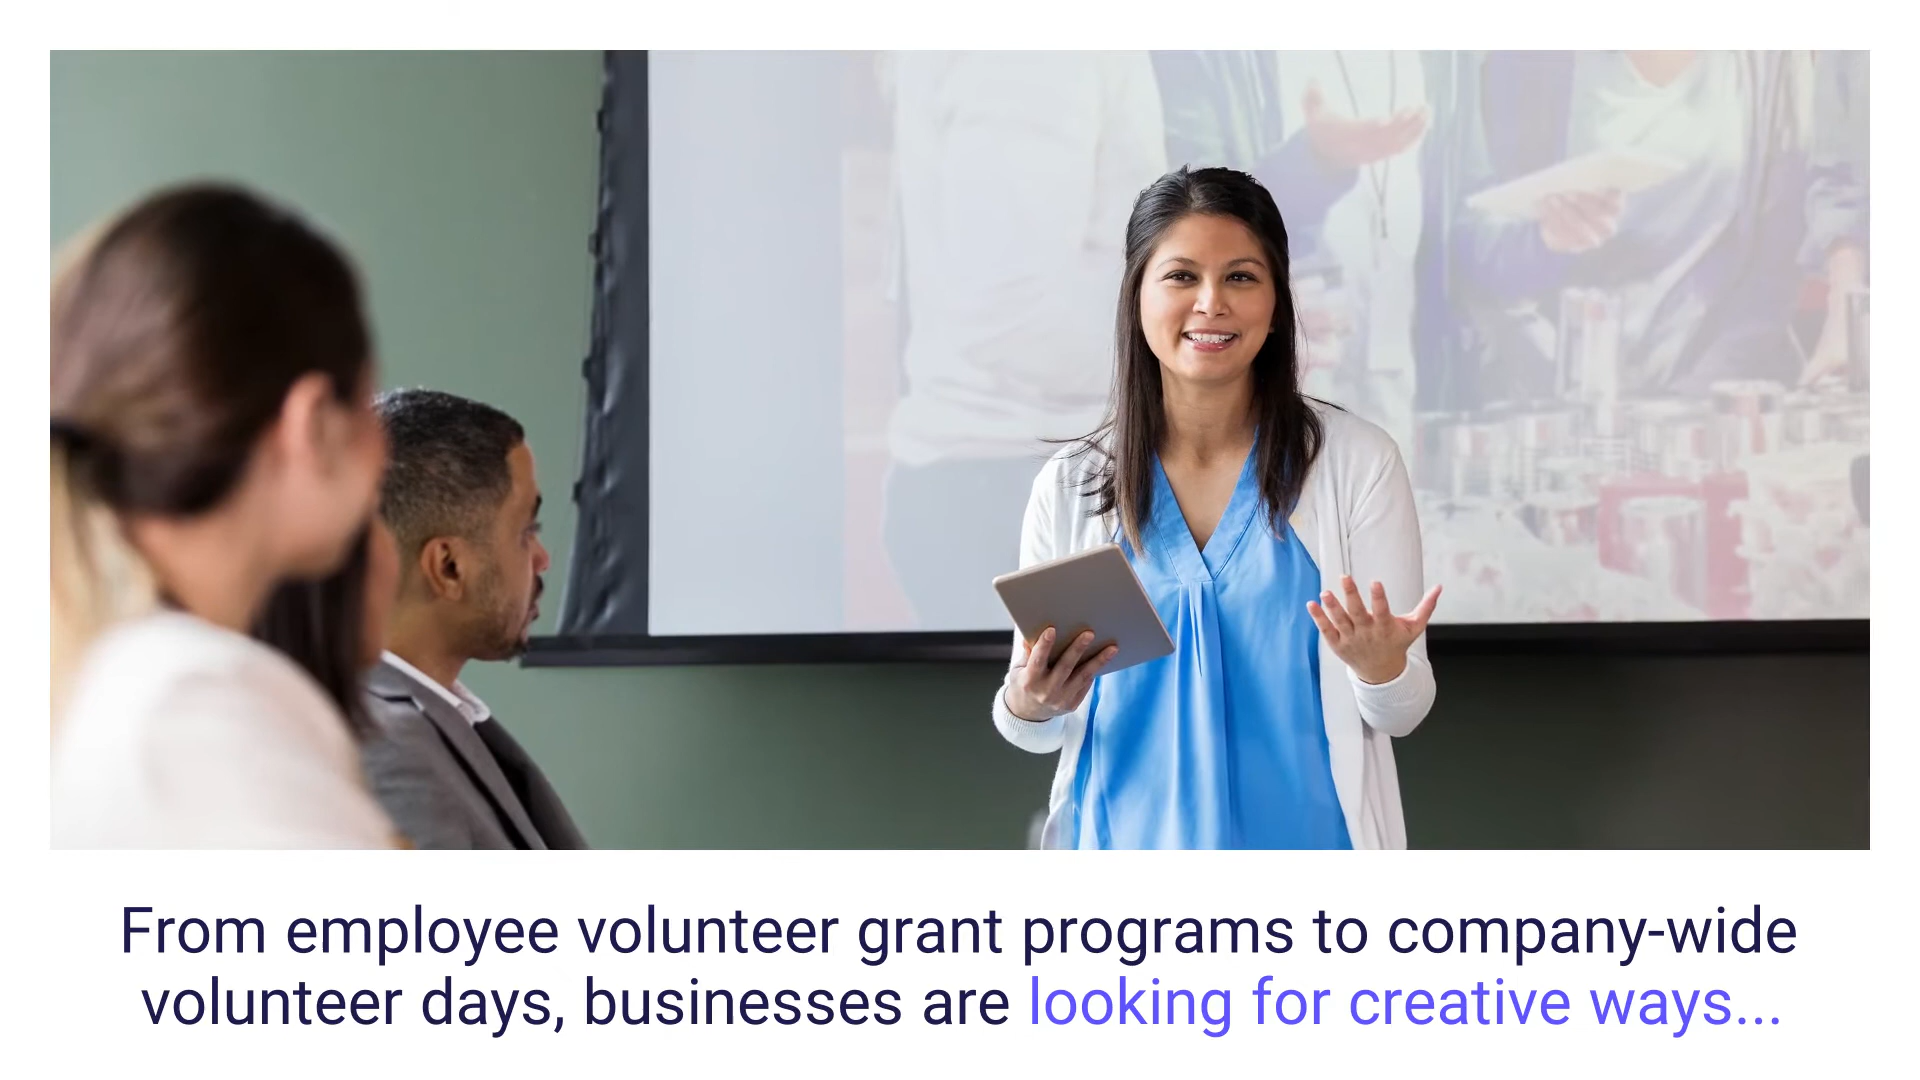 From employee volunteer grant programs to company-wide
volunteer days, businesses are looking for creative ways...